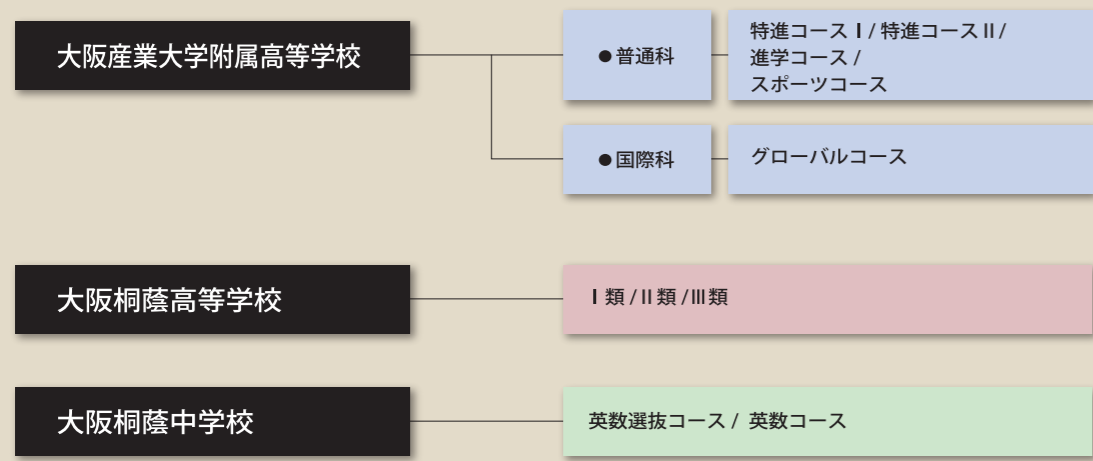 大阪産業大学附属高等学校
●普通科
特進コースⅠ/ 特進コースⅡ/
進学コース /
スポーツコース
●国際科
グローバルコース
大阪桐蔭高等学校
Ⅰ類 /Ⅱ類 /Ⅲ類
大阪桐蔭中学校
英数選抜コース / 英数コース